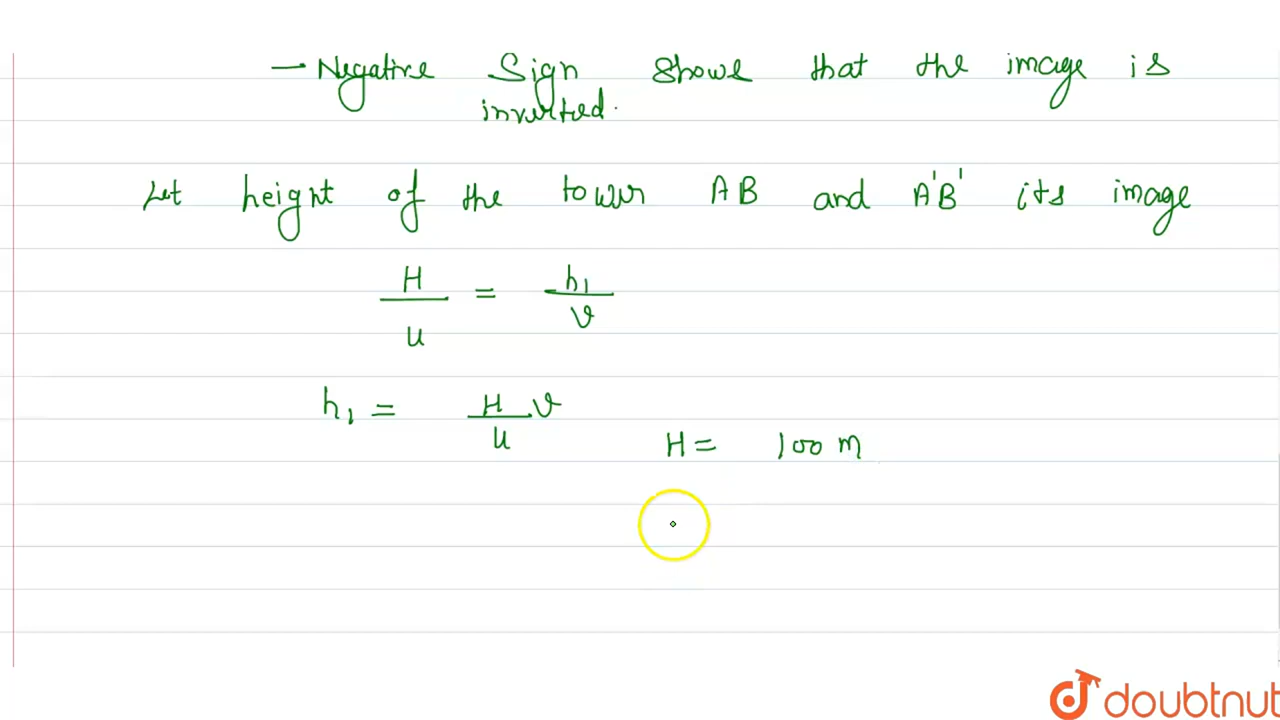 – Negative Sign shows that the image is
inverted.
Let height of the tower AB and A'B' its image
H/u = h₁/v
h₁ = H/u v
H = 100 m
doubtnut